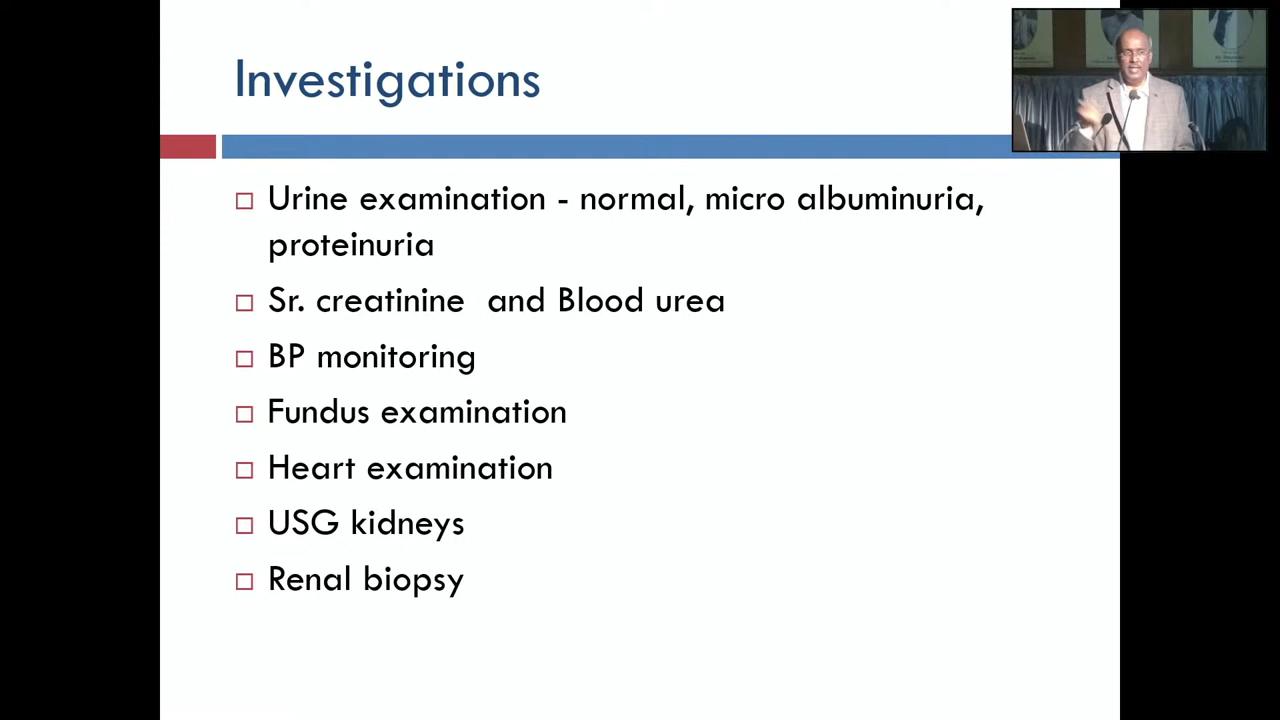 Investigations
Urine examination - normal, micro albuminuria,
proteinuria
Sr. creatinine and Blood urea
BP monitoring
Fundus examination
Heart examination
USG kidneys
Renal biopsy